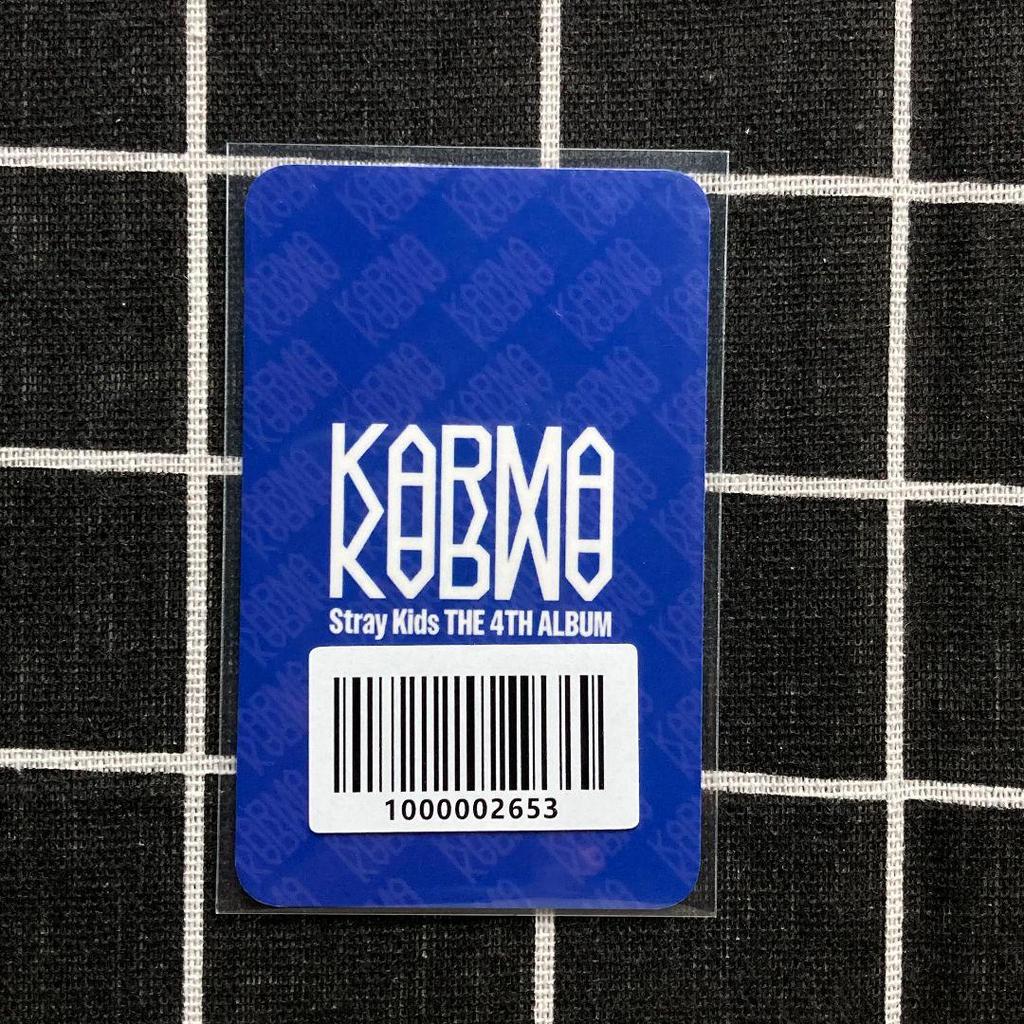 KARMA
Stray Kids THE 4TH ALBUM
1000002653